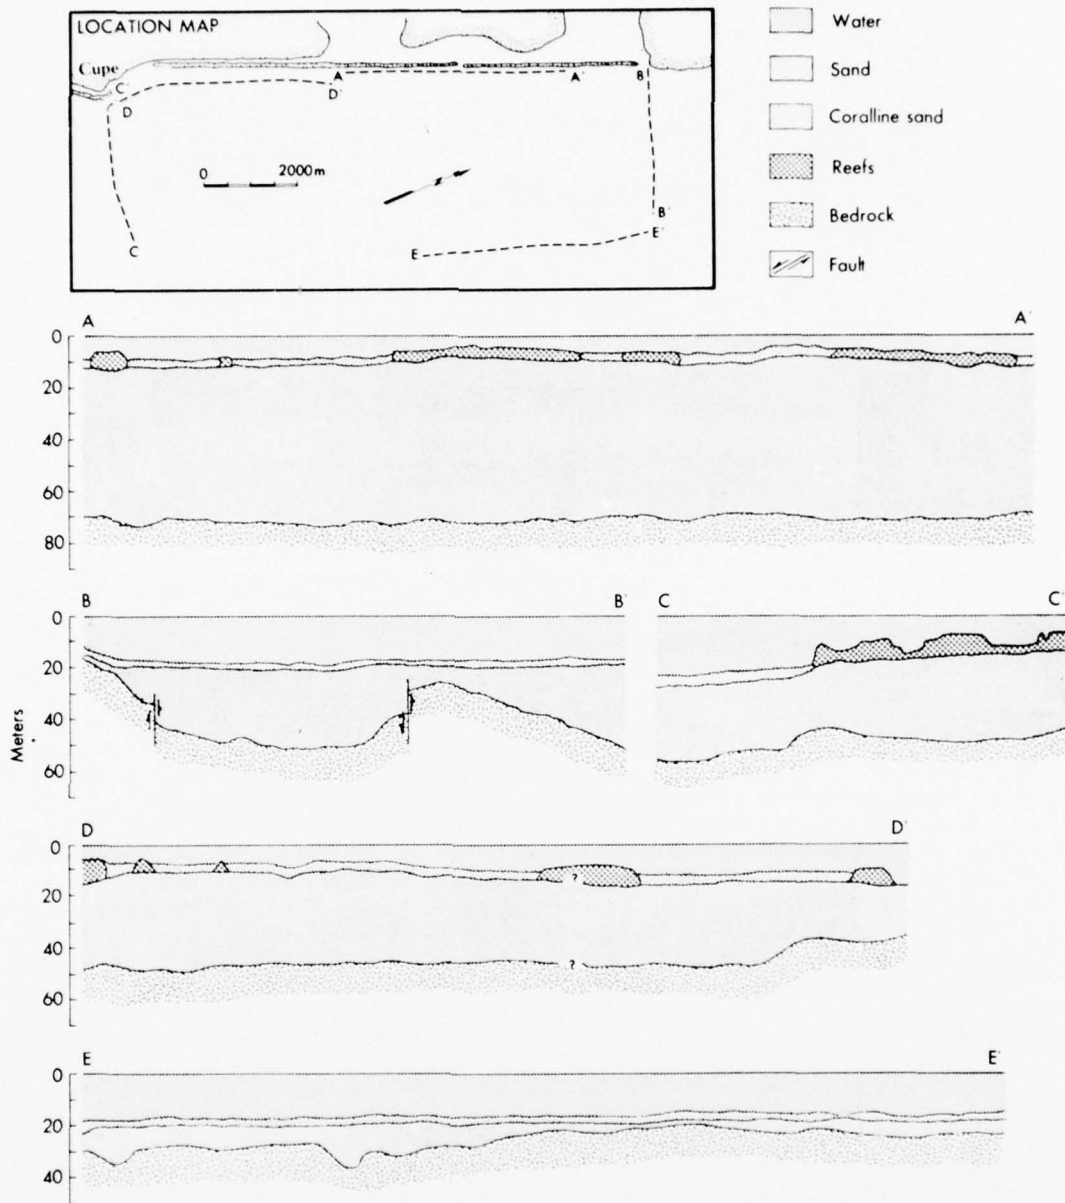 LOCATION MAP
Cupe
C'
D
A
D'
A'
B
0 2000m
B'
E'
E
C
Water
Sand
Coralline sand
Reefs
Bedrock
Fault
A A'
0
20
40
60
80
B B' C C'
0
20
40
60
Meters
D D'
0
20
40
60
?
?
E E'
0
20
40